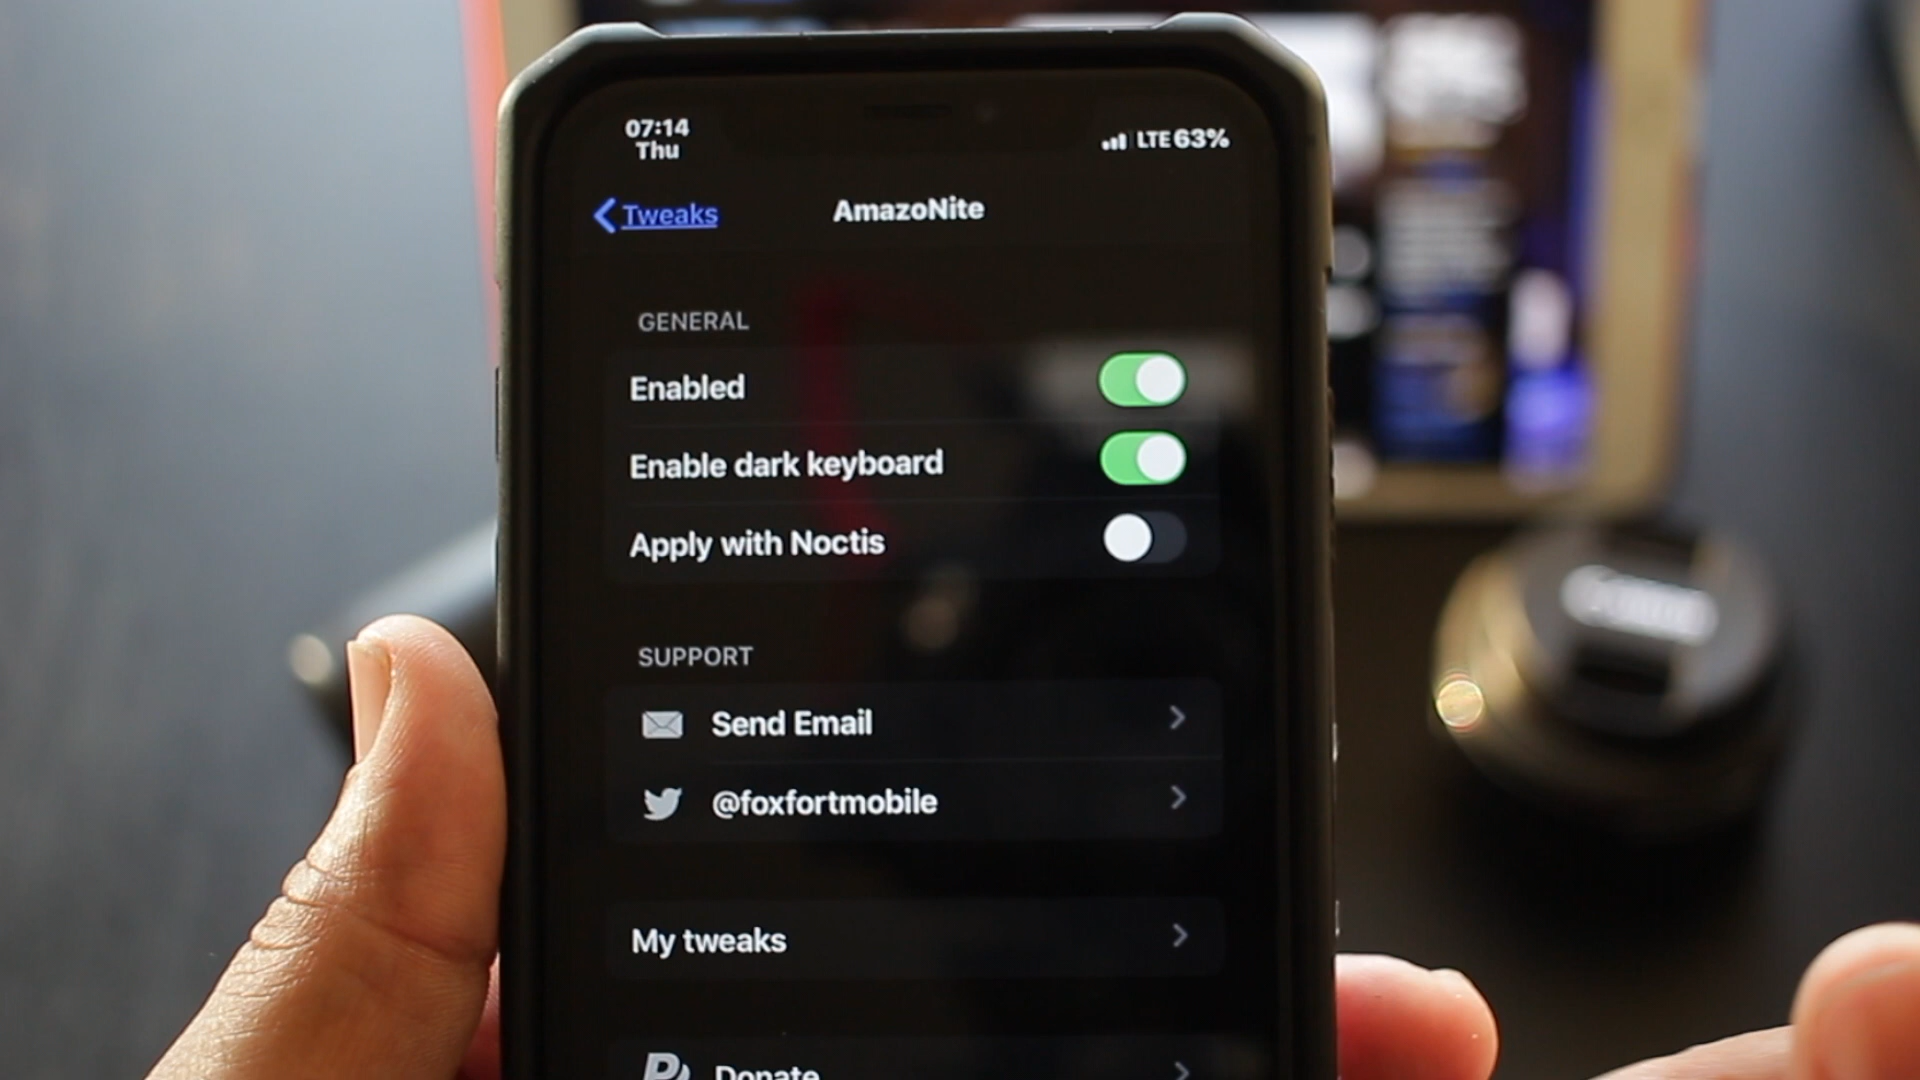 07:14
Thu
LTE 63%
Tweaks
AmazoNite
GENERAL
Enabled
Enable dark keyboard
Apply with Noctis
SUPPORT
Send Email
@foxfortmobile
My tweaks
Donate